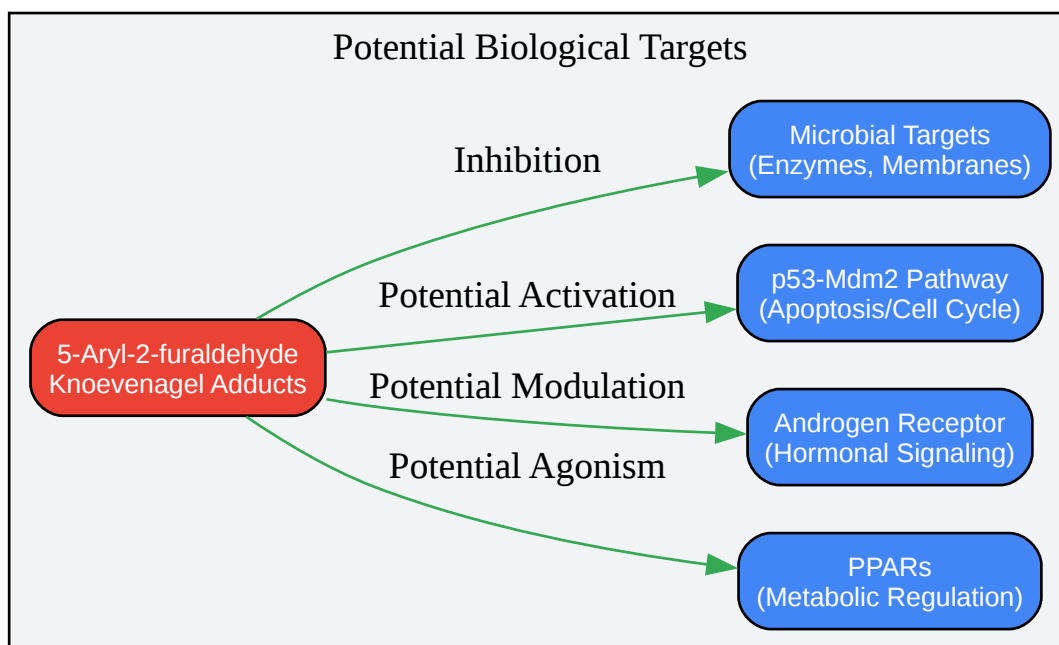 Potential Biological Targets
Inhibition
Microbial Targets
(Enzymes, Membranes)
Potential Activation
p53-Mdm2 Pathway
(Apoptosis/Cell Cycle)
5-Aryl-2-furaldehyde
Knoevenagel Adducts
Potential Modulation
Androgen Receptor
(Hormonal Signaling)
Potential Agonism
PPARs
(Metabolic Regulation)